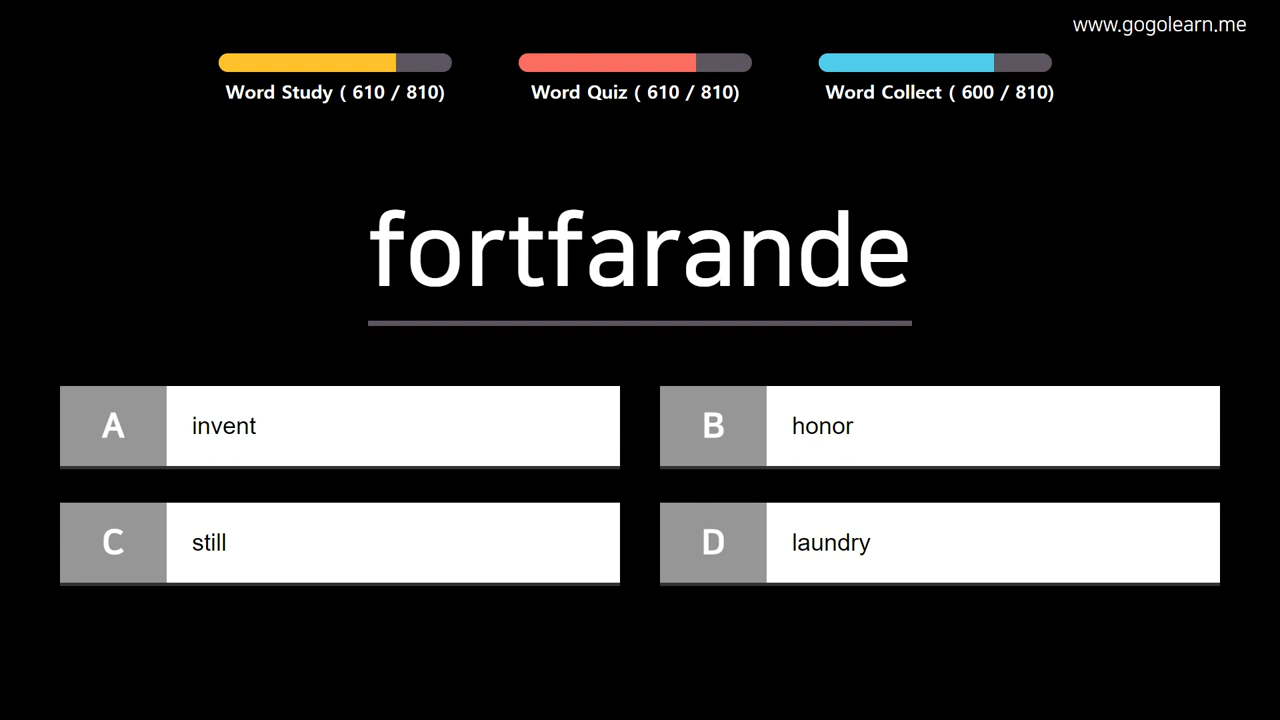 www.gogolearn.me
Word Study ( 610 / 810)
Word Quiz ( 610 / 810)
Word Collect ( 600 / 810)
fortfarande
A invent
B honor
C still
D laundry